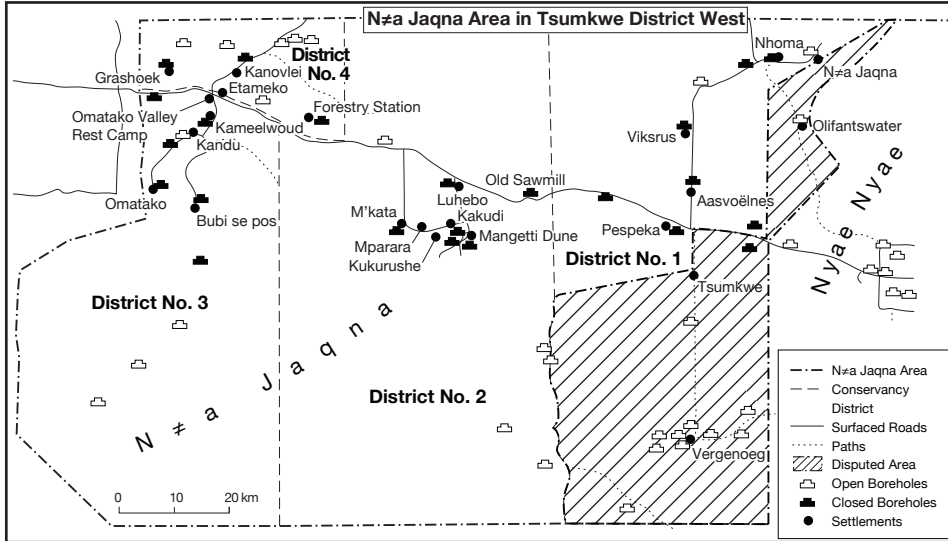 N≠a Jaqna Area in Tsumkwe District West
Nhoma
N≠a Jaqna
Grashoek
Kanovlei
Etameko
District
No. 4
Forestry Station
Omatako Valley
Rest Camp
Kameelwoud
Kandu
Viksrus
Olifantswater
Omatako
Bubi se pos
Luhebo
Old Sawmill
Aasvoëlnes
M'kata
Kakudi
Mparara
Mangetti Dune
Kukurushe
Pespeka
District No. 1
Tsumkwe
Nyae Nyae
District No. 3
N≠a Jaqna
District No. 2
Vergenoeg
0 10 20 km
N≠a Jaqna Area
Conservancy
District
Surfaced Roads
Paths
Disputed Area
Open Boreholes
Closed Boreholes
Settlements